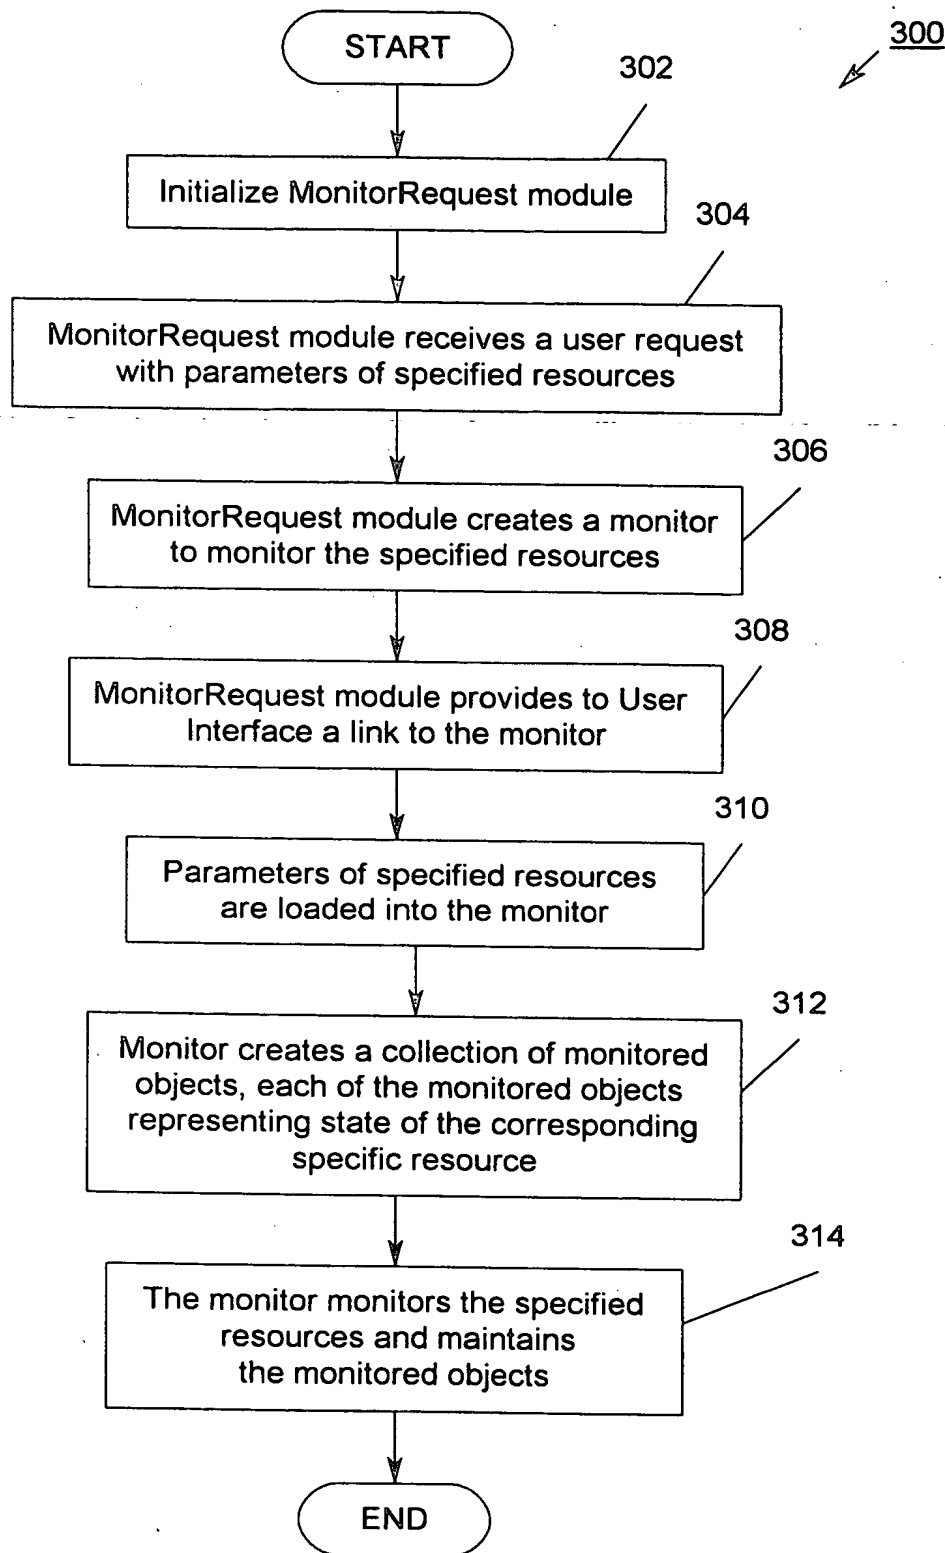 START
300
302
Initialize MonitorRequest module
304
MonitorRequest module receives a user request
with parameters of specified resources
306
MonitorRequest module creates a monitor
to monitor the specified resources
308
MonitorRequest module provides to User
Interface a link to the monitor
310
Parameters of specified resources
are loaded into the monitor
312
Monitor creates a collection of monitored
objects, each of the monitored objects
representing state of the corresponding
specific resource
314
The monitor monitors the specified
resources and maintains
the monitored objects
END